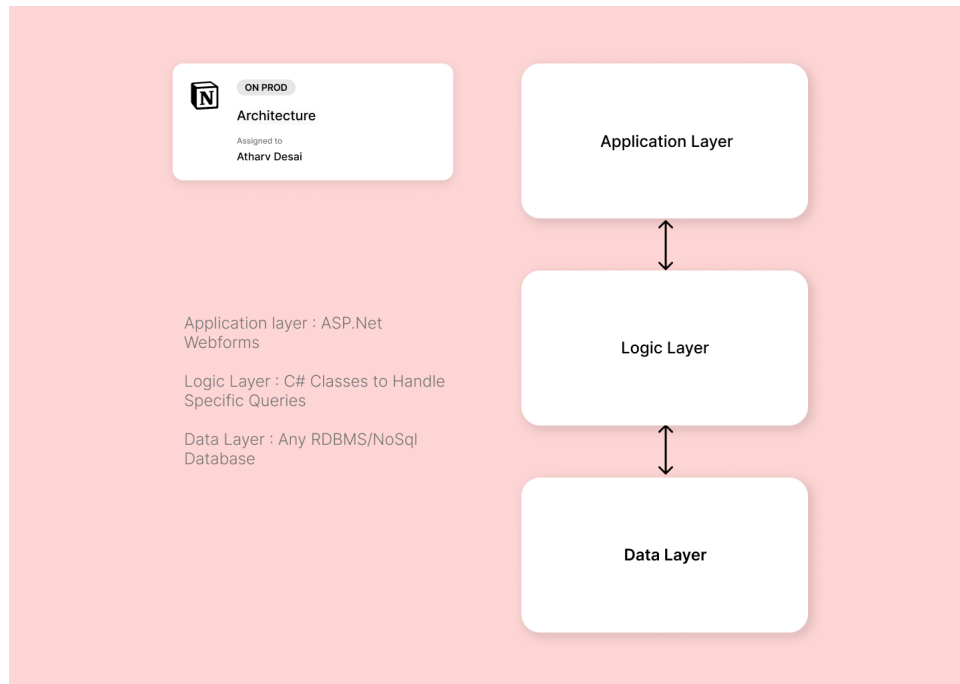 N
ON PROD
Architecture
Assigned to
Atharv Desai
Application layer : ASP.Net
Webforms
Logic Layer : C# Classes to Handle
Specific Queries
Data Layer : Any RDBMS/NoSql
Database
Application Layer
Logic Layer
Data Layer